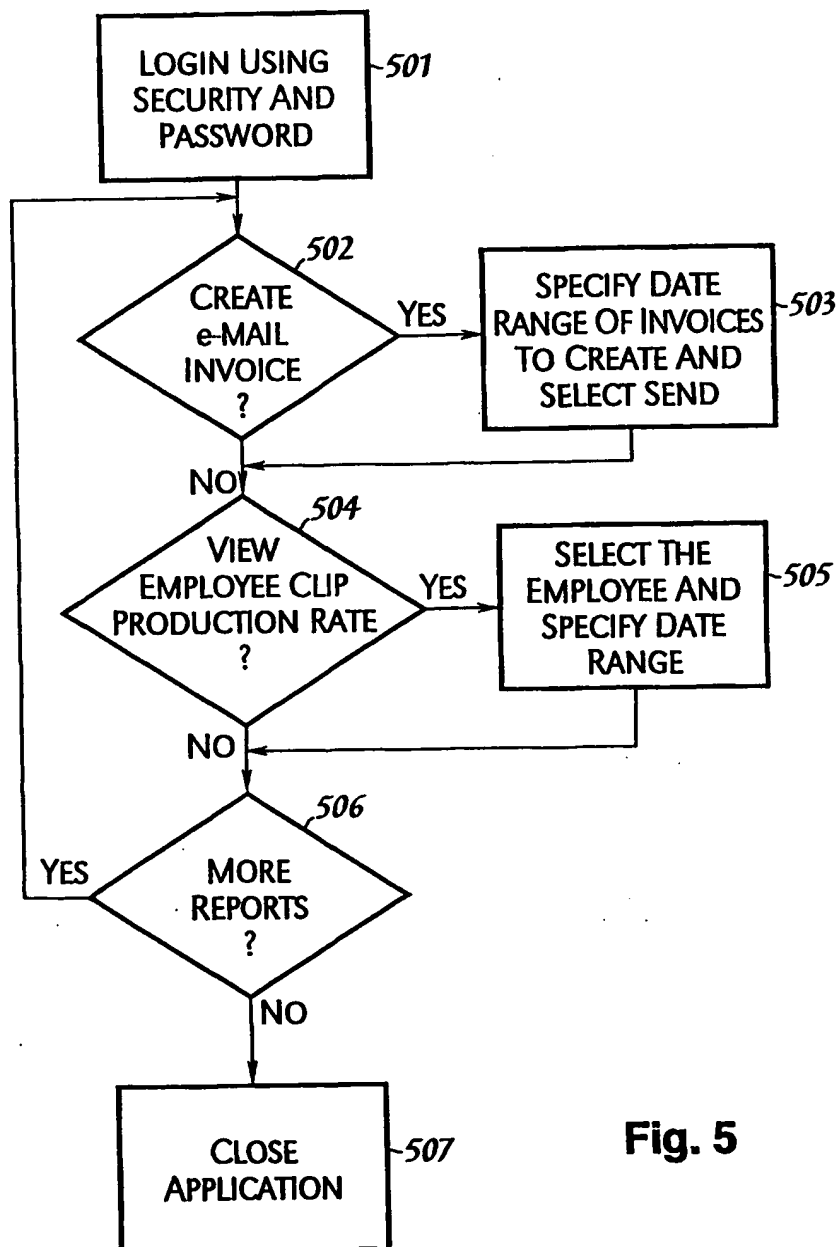 LOGIN USING
SECURITY AND
PASSWORD
501
502
CREATE
e-MAIL
INVOICE
?
YES
SPECIFY DATE
RANGE OF INVOICES
TO CREATE AND
SELECT SEND
503
NO
504
VIEW
EMPLOYEE CLIP
PRODUCTION RATE
?
YES
SELECT THE
EMPLOYEE AND
SPECIFY DATE
RANGE
505
NO
506
YES
MORE
REPORTS
?
NO
CLOSE
APPLICATION
507
Fig. 5